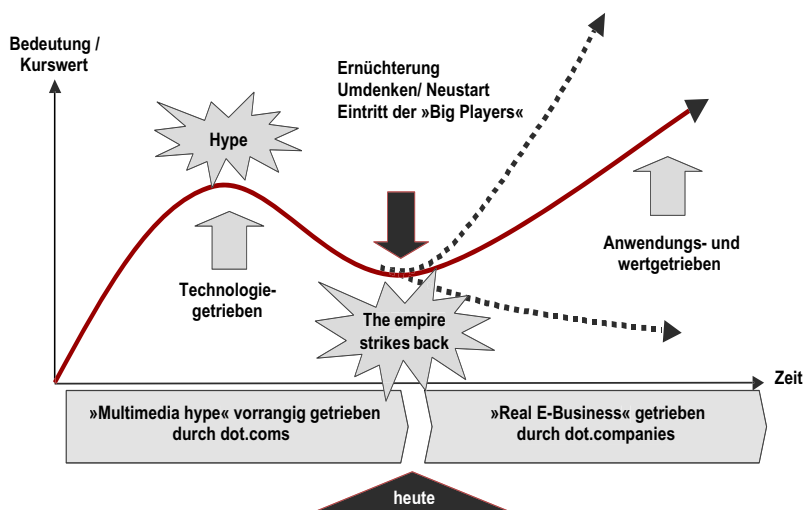 Bedeutung /
Kurswert
Ernüchterung
Umdenken/ Neustart
Eintritt der »Big Players«
Hype
Technologie-
getrieben
Anwendungs- und
wertgetrieben
The empire
strikes back
Zeit
»Multimedia hype« vorrangig getrieben
durch dot.coms
»Real E-Business« getrieben
durch dot.companies
heute